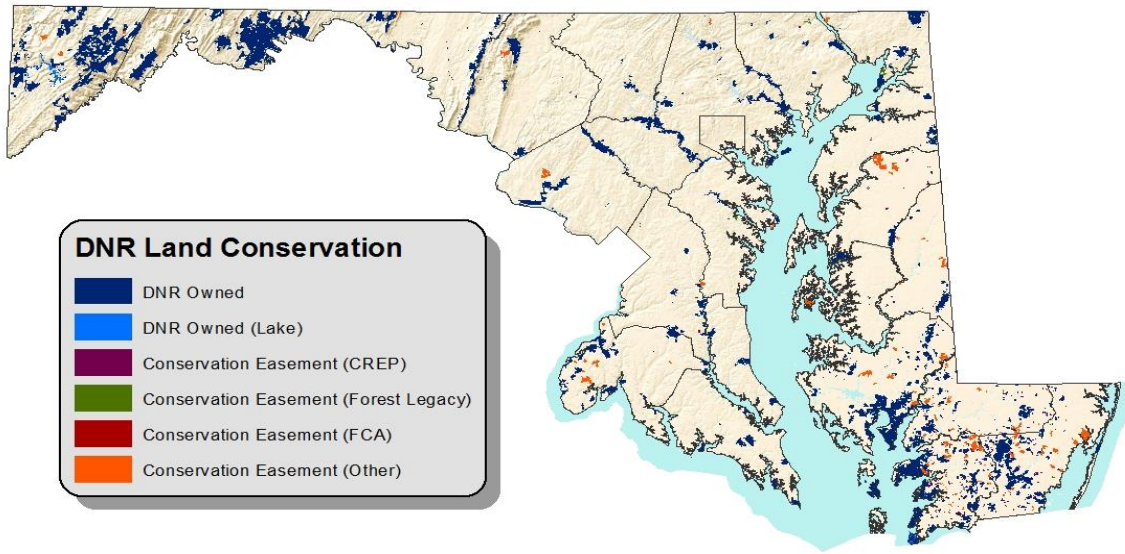 DNR Land Conservation
DNR Owned
DNR Owned (Lake)
Conservation Easement (CREP)
Conservation Easement (Forest Legacy)
Conservation Easement (FCA)
Conservation Easement (Other)